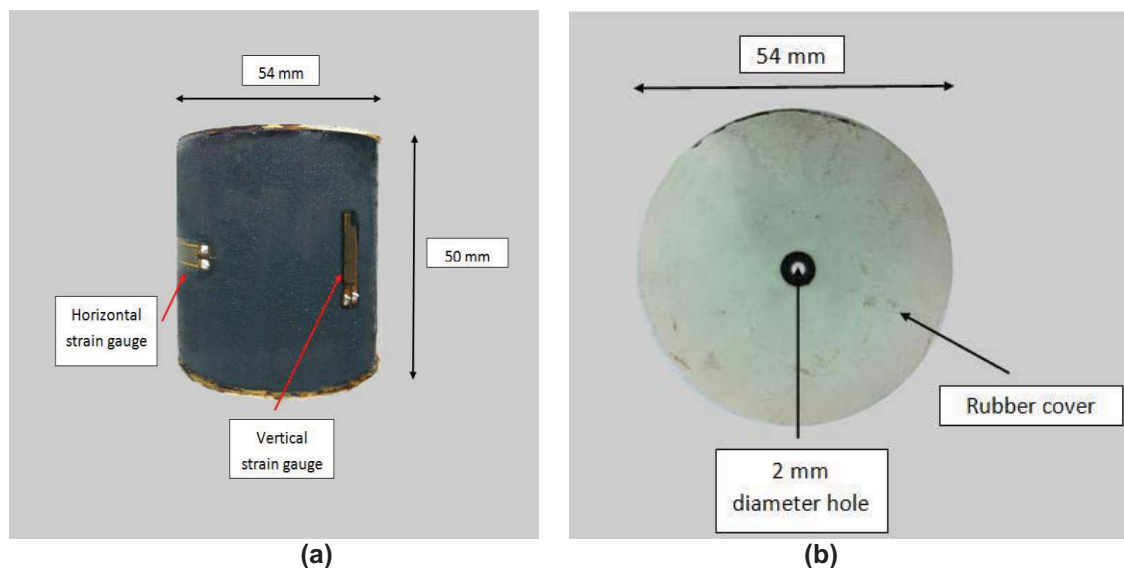 54 mm
50 mm
Horizontal
strain gauge
Vertical
strain gauge
(a)
54 mm
Rubber cover
2 mm
diameter hole
(b)